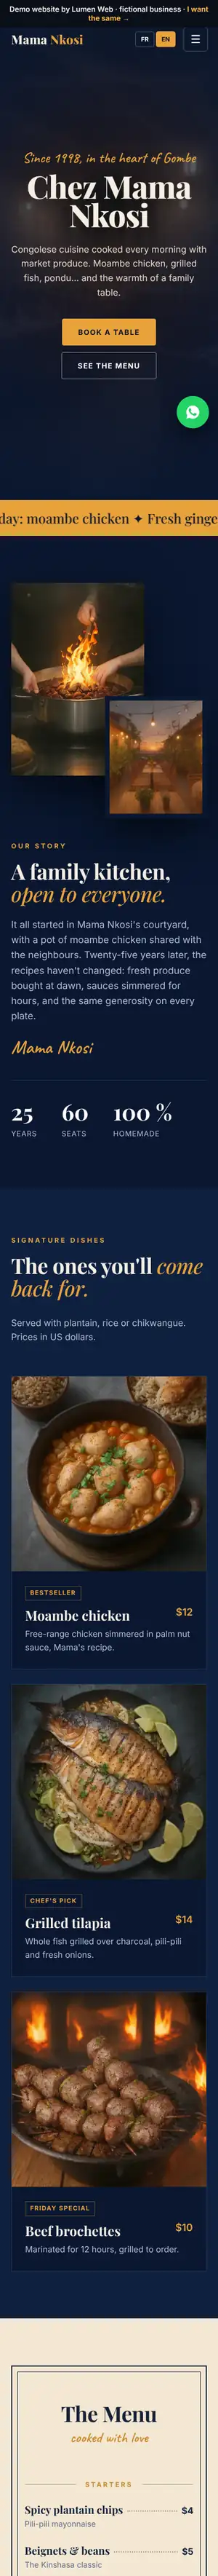 Demo website by Lumen Web · fictional business · I want
the same →
Mama Nkosi
FR
EN
Since 1998, in the heart of Gombe
Chez Mama
Nkosi
Congolese cuisine cooked every morning with
market produce. Moambe chicken, grilled
fish, pondu... and the warmth of a family
table.
BOOK A TABLE
SEE THE MENU
day: moambe chicken ✦ Fresh ginge
OUR STORY
A family kitchen,
open to everyone.
It all started in Mama Nkosi's courtyard,
with a pot of moambe chicken shared with
the neighbours. Twenty-five years later, the
recipes haven't changed: fresh produce
bought at dawn, sauces simmered for
hours, and the same generosity on every
plate.
Mama Nkosi
25 60 100 %
YEARS SEATS HOMEMADE
SIGNATURE DISHES
The ones you'll come
back for.
Served with plantain, rice or chikwangue.
Prices in US dollars.
BESTSELLER
Moambe chicken $12
Free-range chicken simmered in palm nut
sauce, Mama's recipe.
CHEF'S PICK
Grilled tilapia $14
Whole fish grilled over charcoal, pili-pili
and fresh onions.
FRIDAY SPECIAL
Beef brochettes $10
Marinated for 12 hours, grilled to order.
The Menu
cooked with love
STARTERS
Spicy plantain chips $4
Pili-pili mayonnaise
Beignets & beans $5
The Kinshasa classic